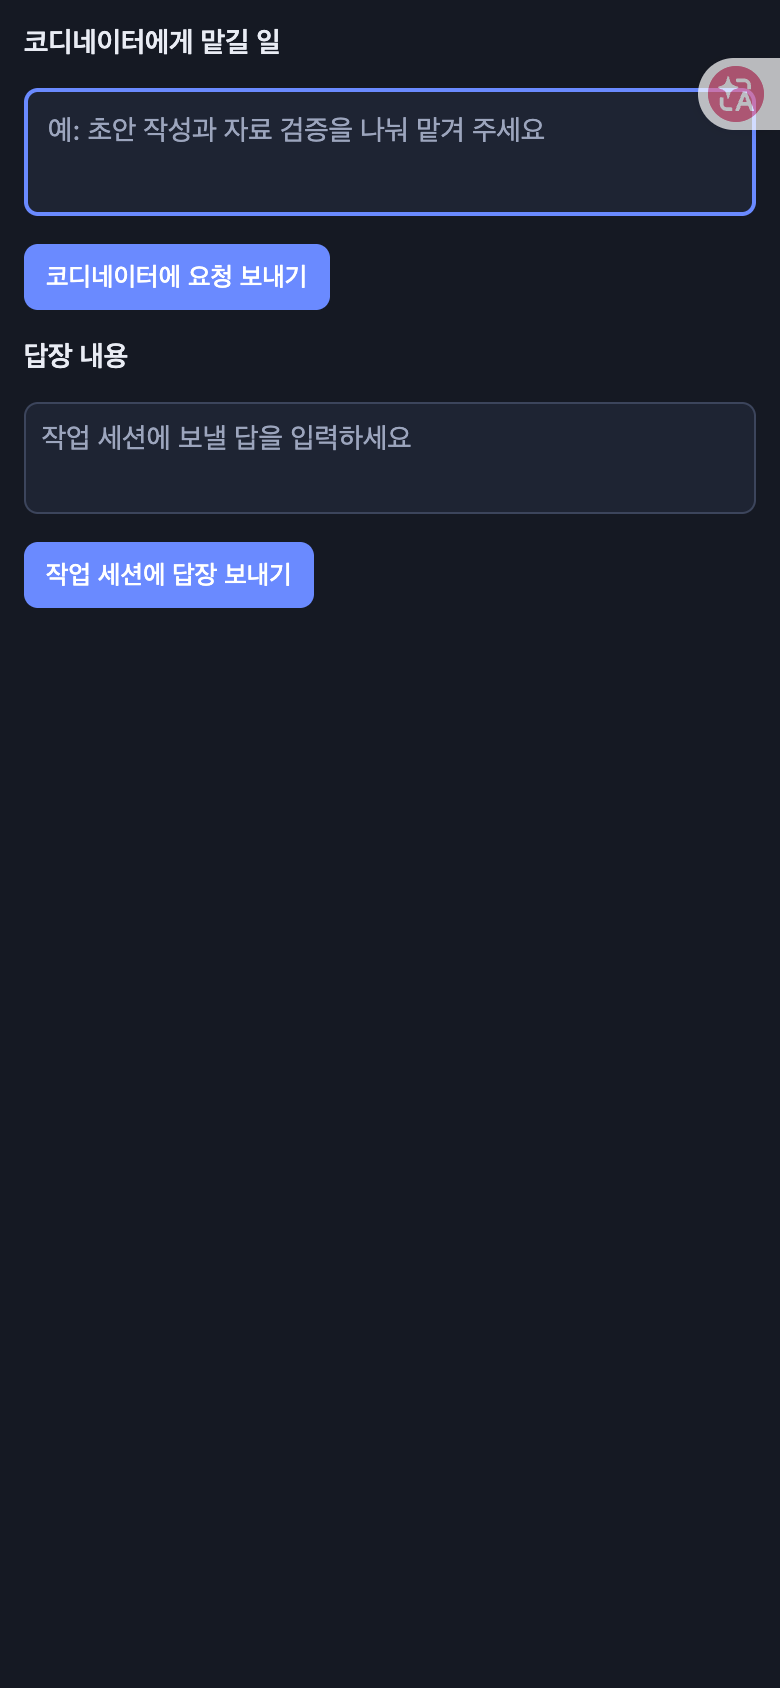 코디네이터에게 맡길 일
예: 초안 작성과 자료 검증을 나눠 맡겨 주세요
코디네이터에 요청 보내기
답장 내용
작업 세션에 보낼 답을 입력하세요
작업 세션에 답장 보내기